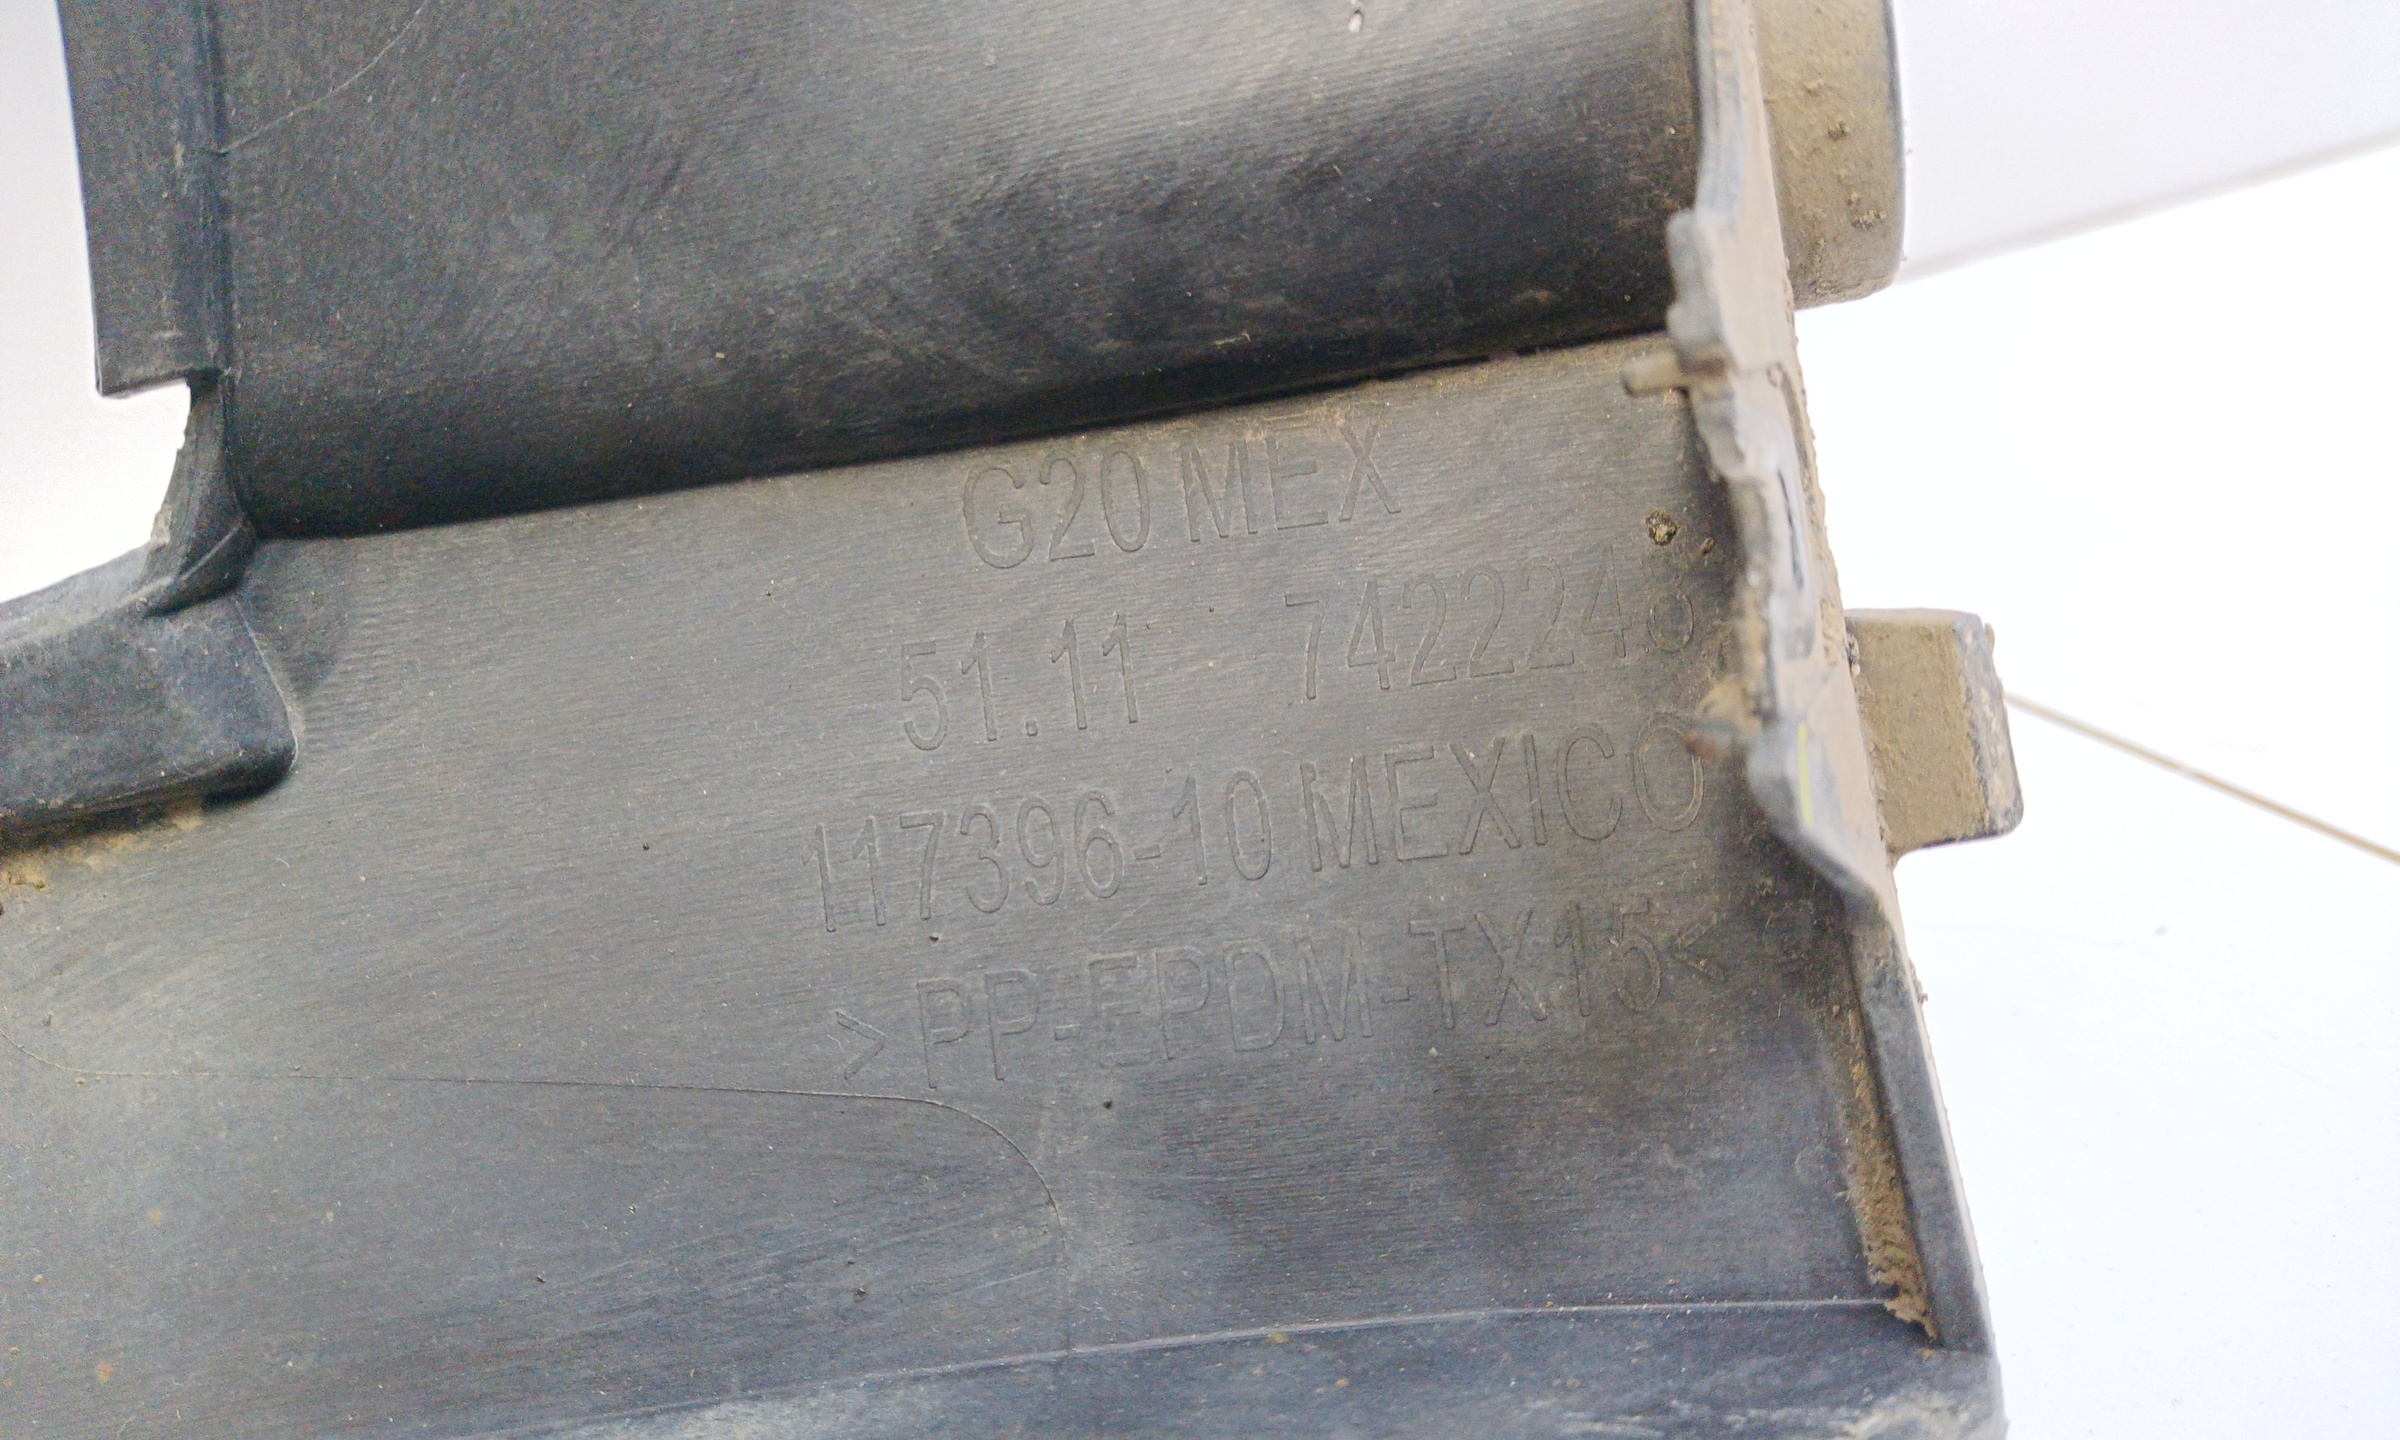 G20 MEX
51.11 7422248
117396-10 MEXICO
>PP-EPDM-TX15<